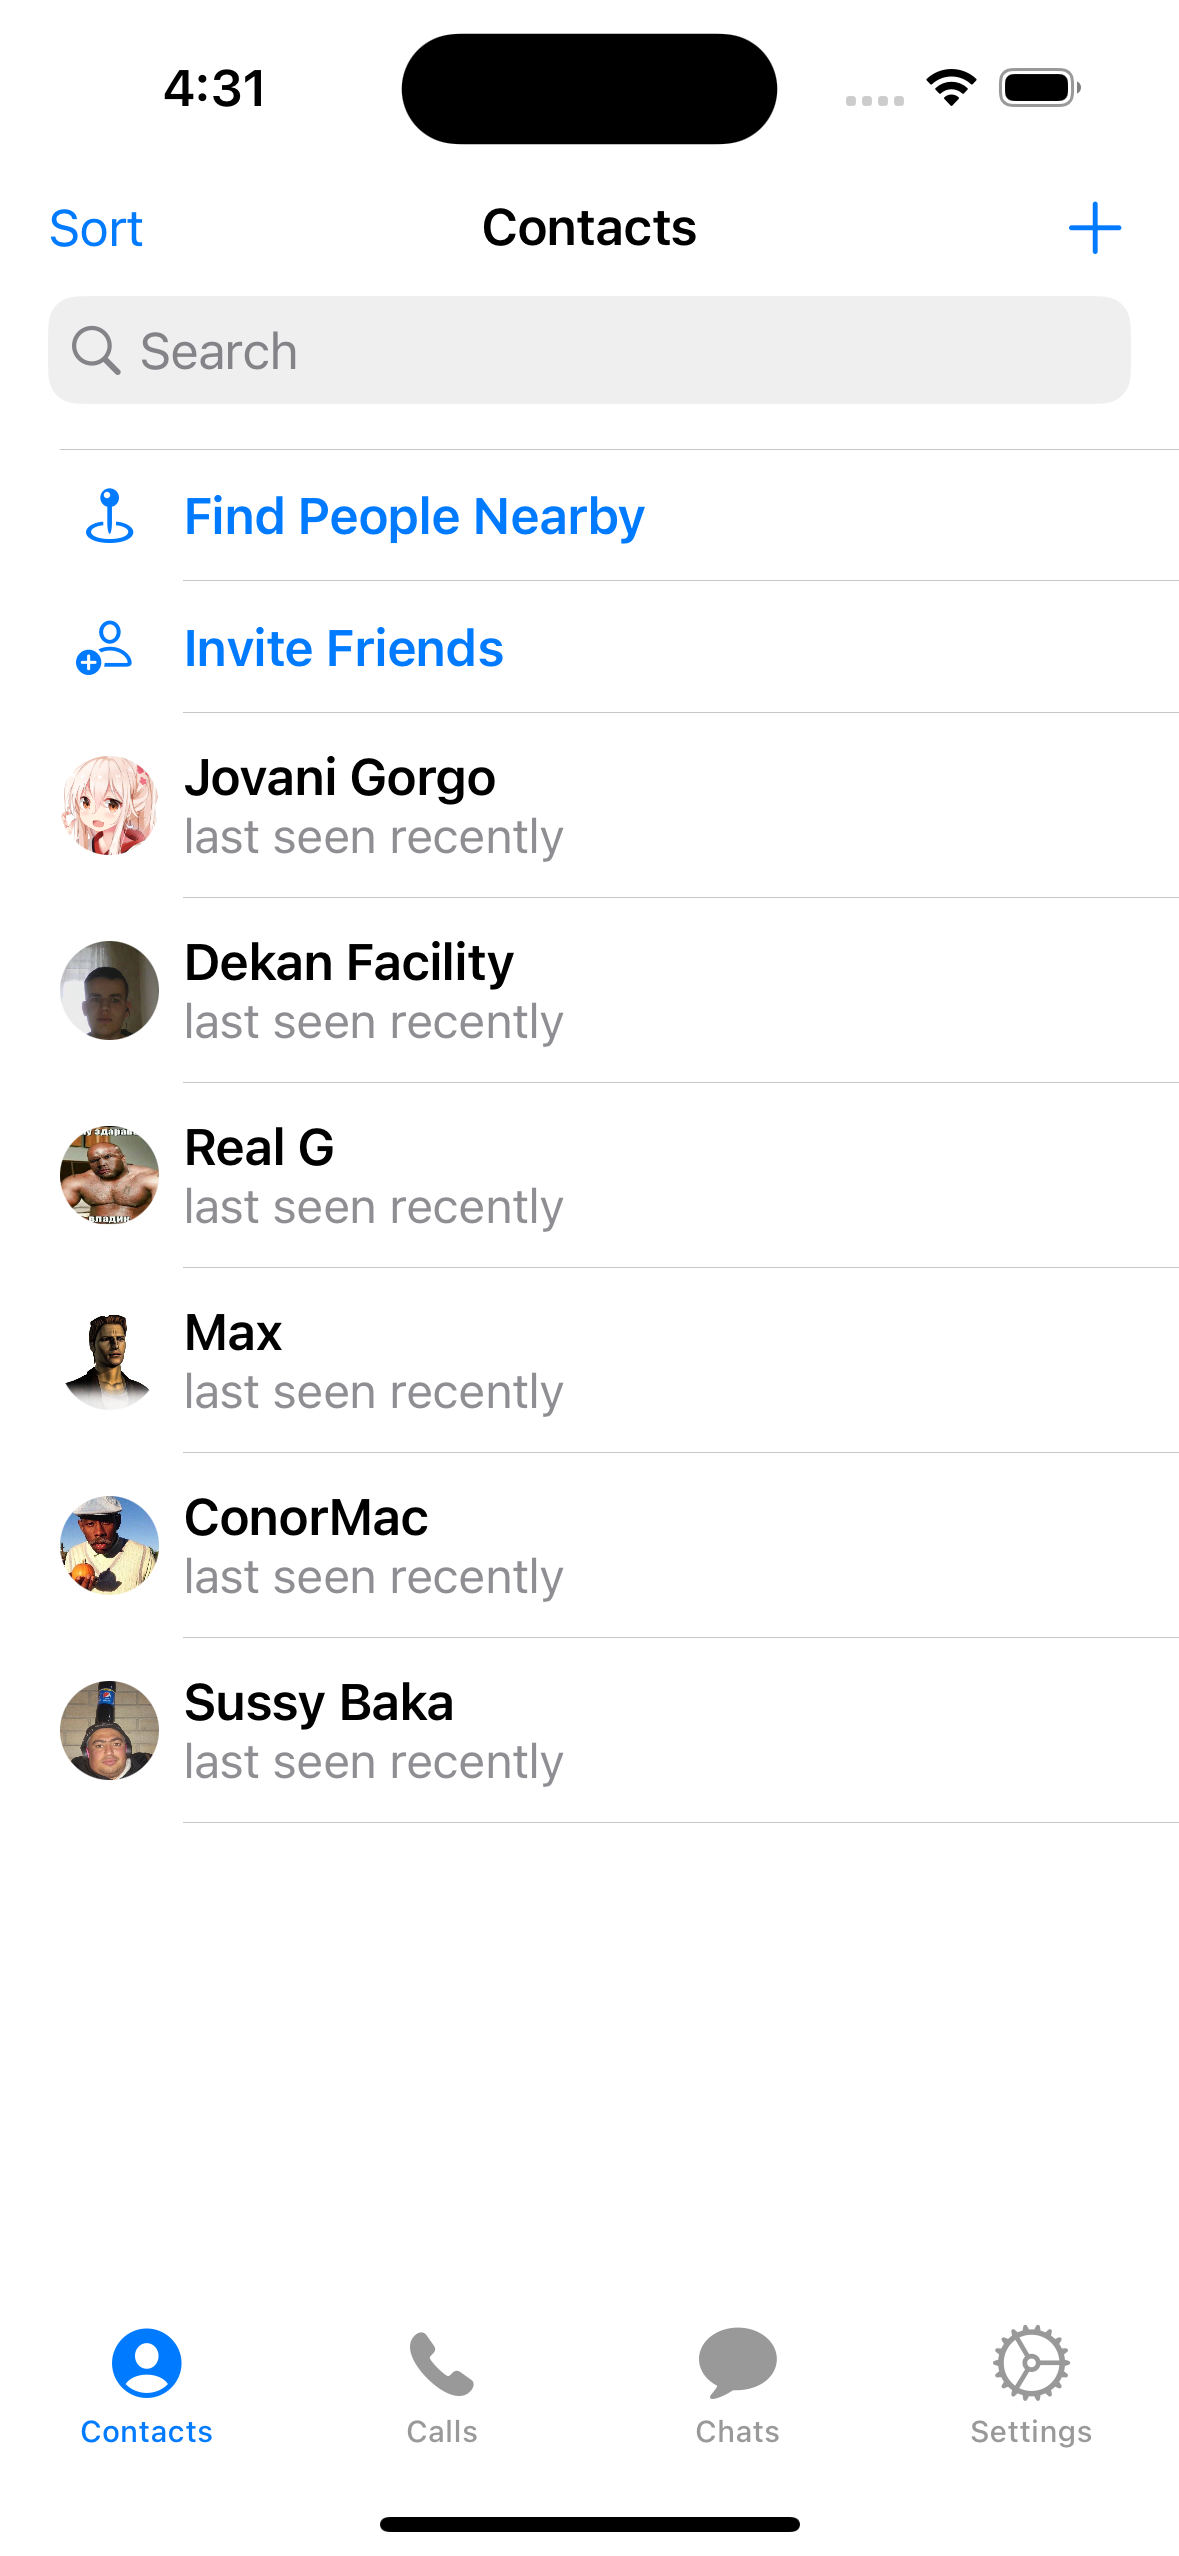 4:31
Sort
Contacts
Search
Find People Nearby
Invite Friends
Jovani Gorgo
last seen recently
Dekan Facility
last seen recently
Real G
last seen recently
Max
last seen recently
ConorMac
last seen recently
Sussy Baka
last seen recently
Contacts
Calls
Chats
Settings